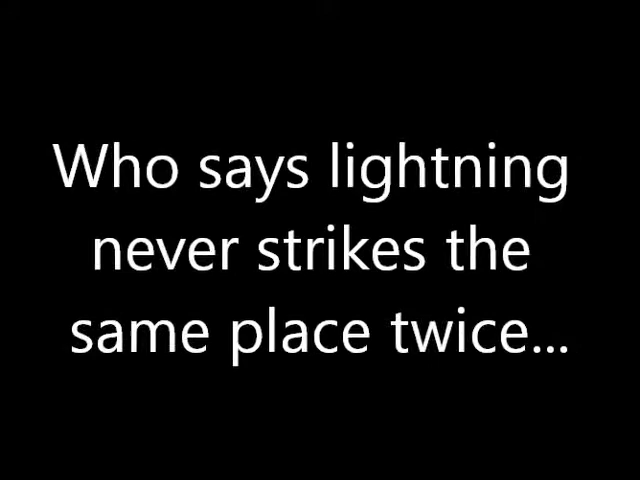 Who says lightning
never strikes the
same place twice...